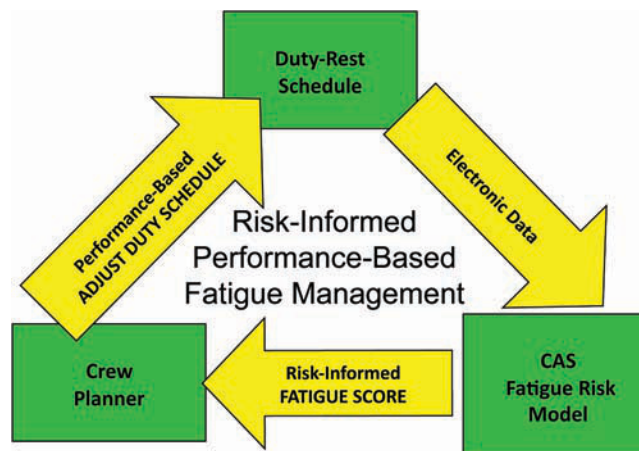 Duty-Rest
Schedule
Performance-Based
ADJUST DUTY SCHEDULE
Electronic Data
Risk-Informed
Performance-Based
Fatigue Management
Crew
Planner
Risk-Informed
FATIGUE SCORE
CAS
Fatigue Risk
Model